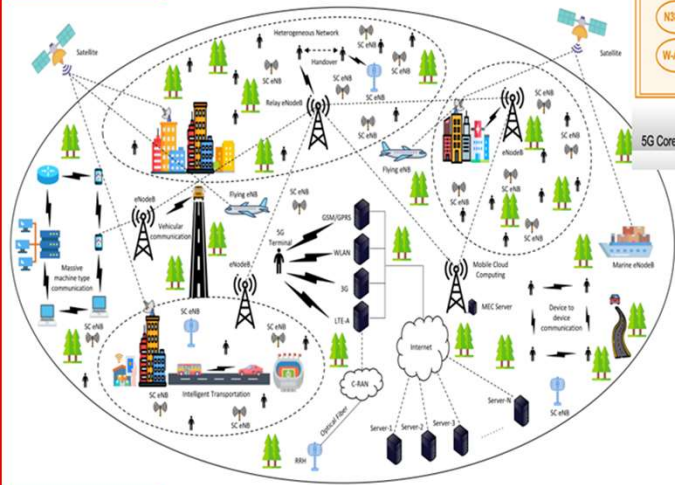 Heterogeneous Network
SC eNB
Satellite
Satellite
Handover
SC eNB
SC eNB
SC eNB
Relay eNodeB
SC eNB
SC eNB
SC eNB
eNodeB
SC eNB
Flying eNB
SC eNB
SC eNB
SC eNB
5G Core
eNodeB
Flying eNB
SC eNB
Vehicular
communication
5G
Terminal
GSM/GPRS
WLAN
3G
LTE-A
eNodeB
Massive
machine type
communication
Mobile Cloud
Computing
MEC Server
Marine eNodeB
Device to
device
communication
SC eNB
SC eNB
SC eNB
Intelligent Transportation
SC eNB
SC eNB
Internet
C-RAN
Optical Fiber
RRH
Server-1
Server-2
Server-3
Server-N
SC eNB